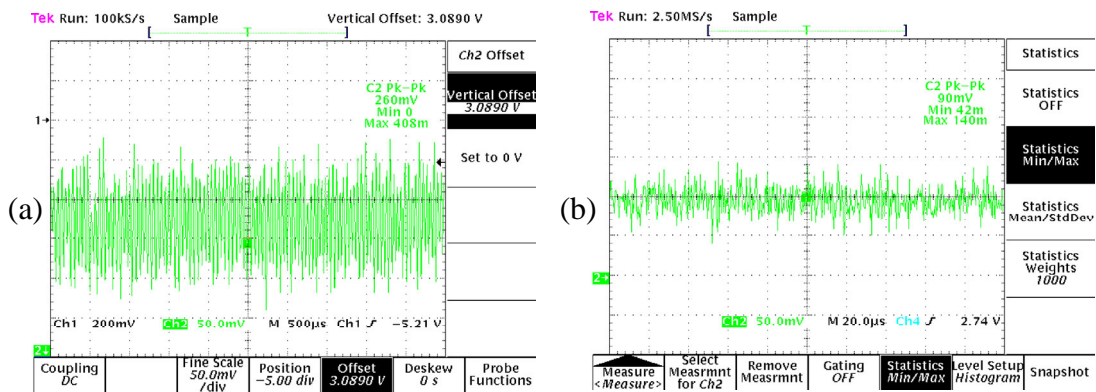 Tek Run: 100kS/s Sample Vertical Offset: 3.0890 V
[ T ]
Ch2 Offset
C2 Pk-Pk
260mV
Min 0
Max 408m
Vertical Offset
3.0890 V
1→
Set to 0 V
(a)
Ch1 200mV Ch2 50.0mV M 500µs Ch1 ∫ -5.21 V
2
Coupling
DC
Fine Scale
50.0mV
/div
Position
-5.00 div
Offset
3.0890 V
Deskew
0 s
Probe
Functions
Tek Run: 2.50MS/s Sample
[ T ]
Statistics
C2 Pk-Pk
90mV
Min 42m
Max 140m
Statistics
OFF
Statistics
Min/Max
(b)
Statistics
Mean/StdDev
2→
Statistics
Weights
1000
Ch2 50.0mV M 20.0µs Ch4 ∫ 2.74 V
Measure
<Measure>
Select
Measrmnt
for Ch2
Remove
Measrmnt
Gating
OFF
Statistics
Min/Max
Level Setup
Histogram
Snapshot